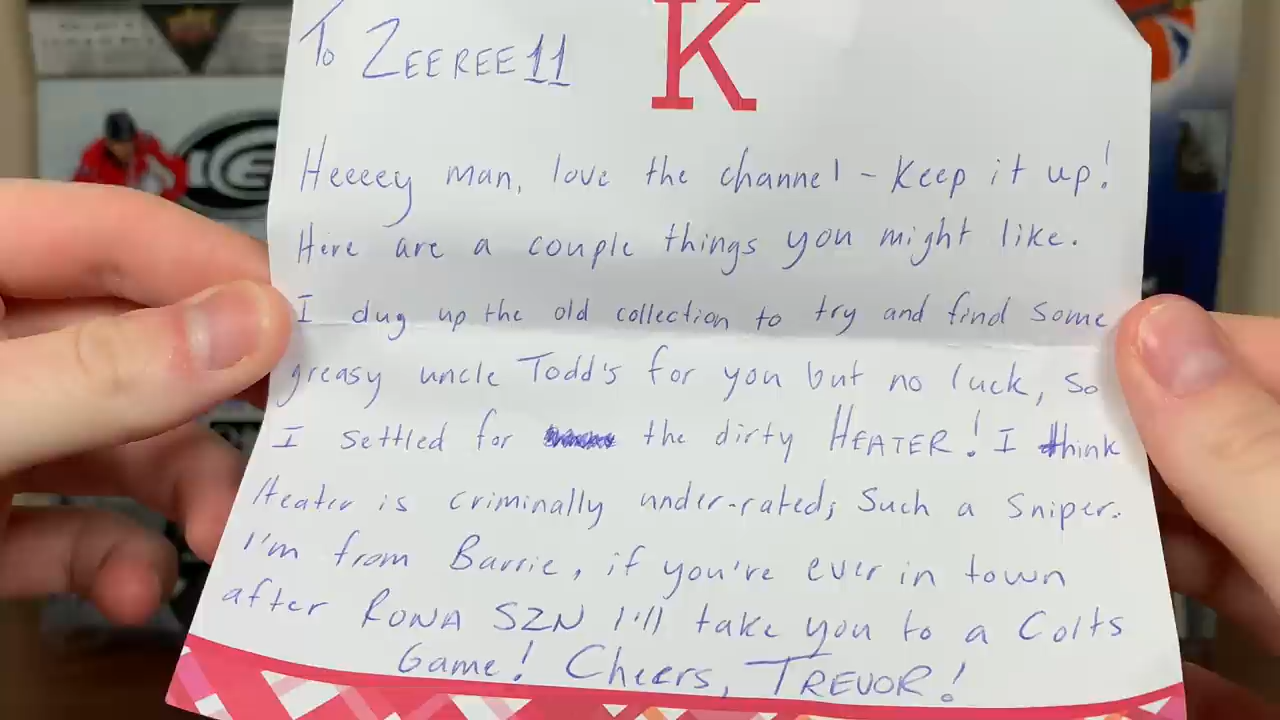 K
To ZEEREE11
Heeeey man, love the channel - Keep it up!
Here are a couple things you might like.
I dug up the old collection to try and find some
greasy uncle Todd's for you but no luck, so
I settled for the dirty HEATER! I think
Heater is criminally under-rated; Such a Sniper.
I'm from Barrie, if you're ever in town
after RONA SZN I'll take you to a Colts
Game! Cheers, TREVOR!